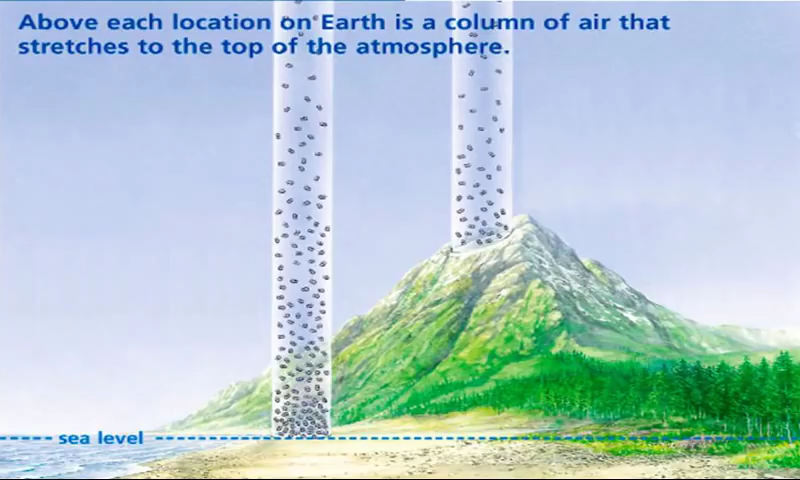 Above each location on Earth is a column of air that
stretches to the top of the atmosphere.
sea level